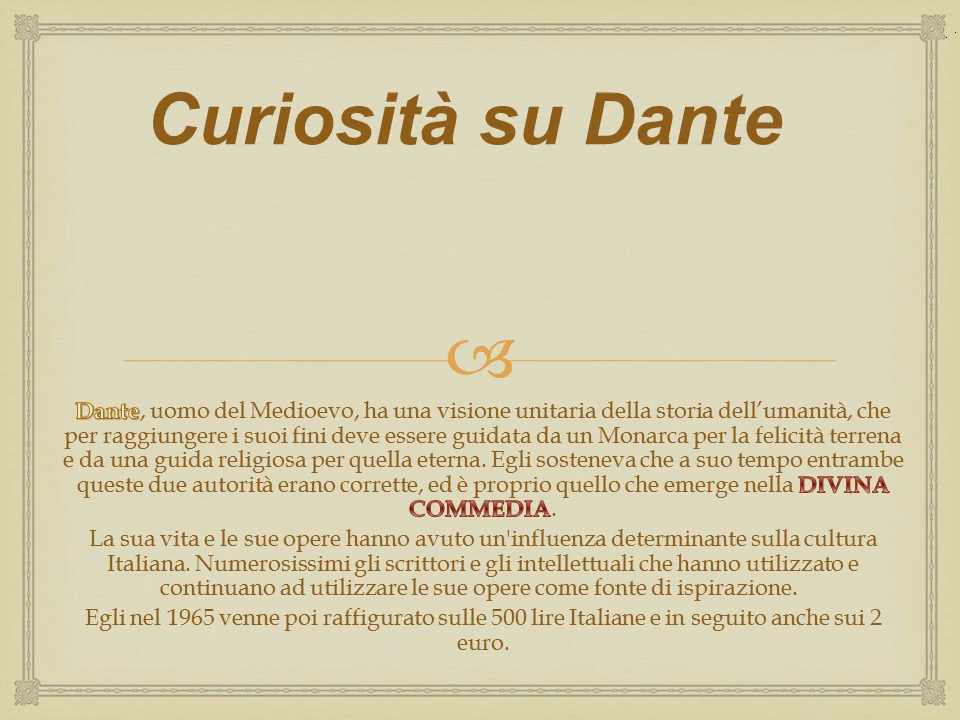 Curiosità su Dante
Dante, uomo del Medioevo, ha una visione unitaria della storia dell’umanità, che
per raggiungere i suoi fini deve essere guidata da un Monarca per la felicità terrena
e da una guida religiosa per quella eterna. Egli sosteneva che a suo tempo entrambe
queste due autorità erano corrette, ed è proprio quello che emerge nella DIVINA
COMMEDIA.
La sua vita e le sue opere hanno avuto un'influenza determinante sulla cultura
Italiana. Numerosissimi gli scrittori e gli intellettuali che hanno utilizzato e
continuano ad utilizzare le sue opere come fonte di ispirazione.
Egli nel 1965 venne poi raffigurato sulle 500 lire Italiane e in seguito anche sui 2
euro.